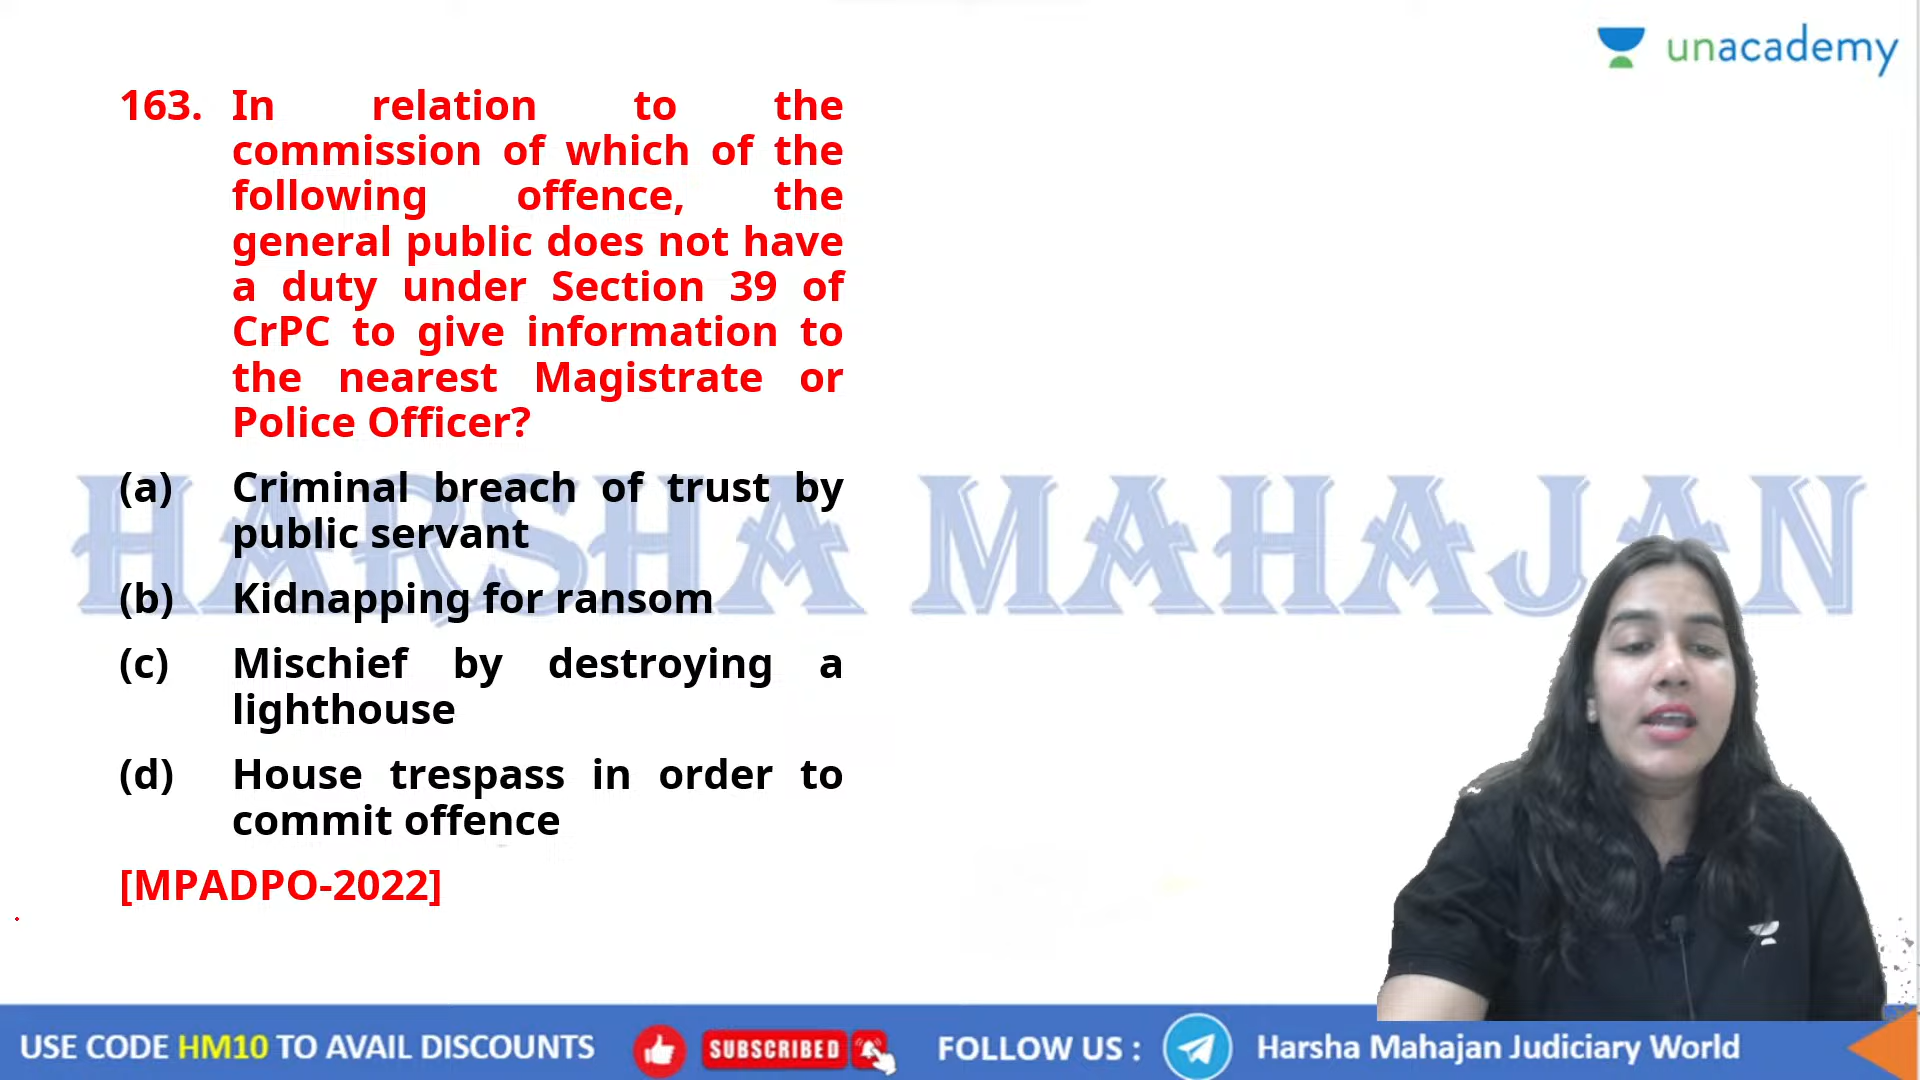 unacademy
163. In relation to the
commission of which of the
following offence, the
general public does not have
a duty under Section 39 of
CrPC to give information to
the nearest Magistrate or
Police Officer?
(a) Criminal breach of trust by
public servant
HARSHA MAHAJAN
(b) Kidnapping for ransom
(c) Mischief by destroying a
lighthouse
(d) House trespass in order to
commit offence
[MPADPO-2022]
USE CODE HM10 TO AVAIL DISCOUNTS
SUBSCRIBED
FOLLOW US :
Harsha Mahajan Judiciary World